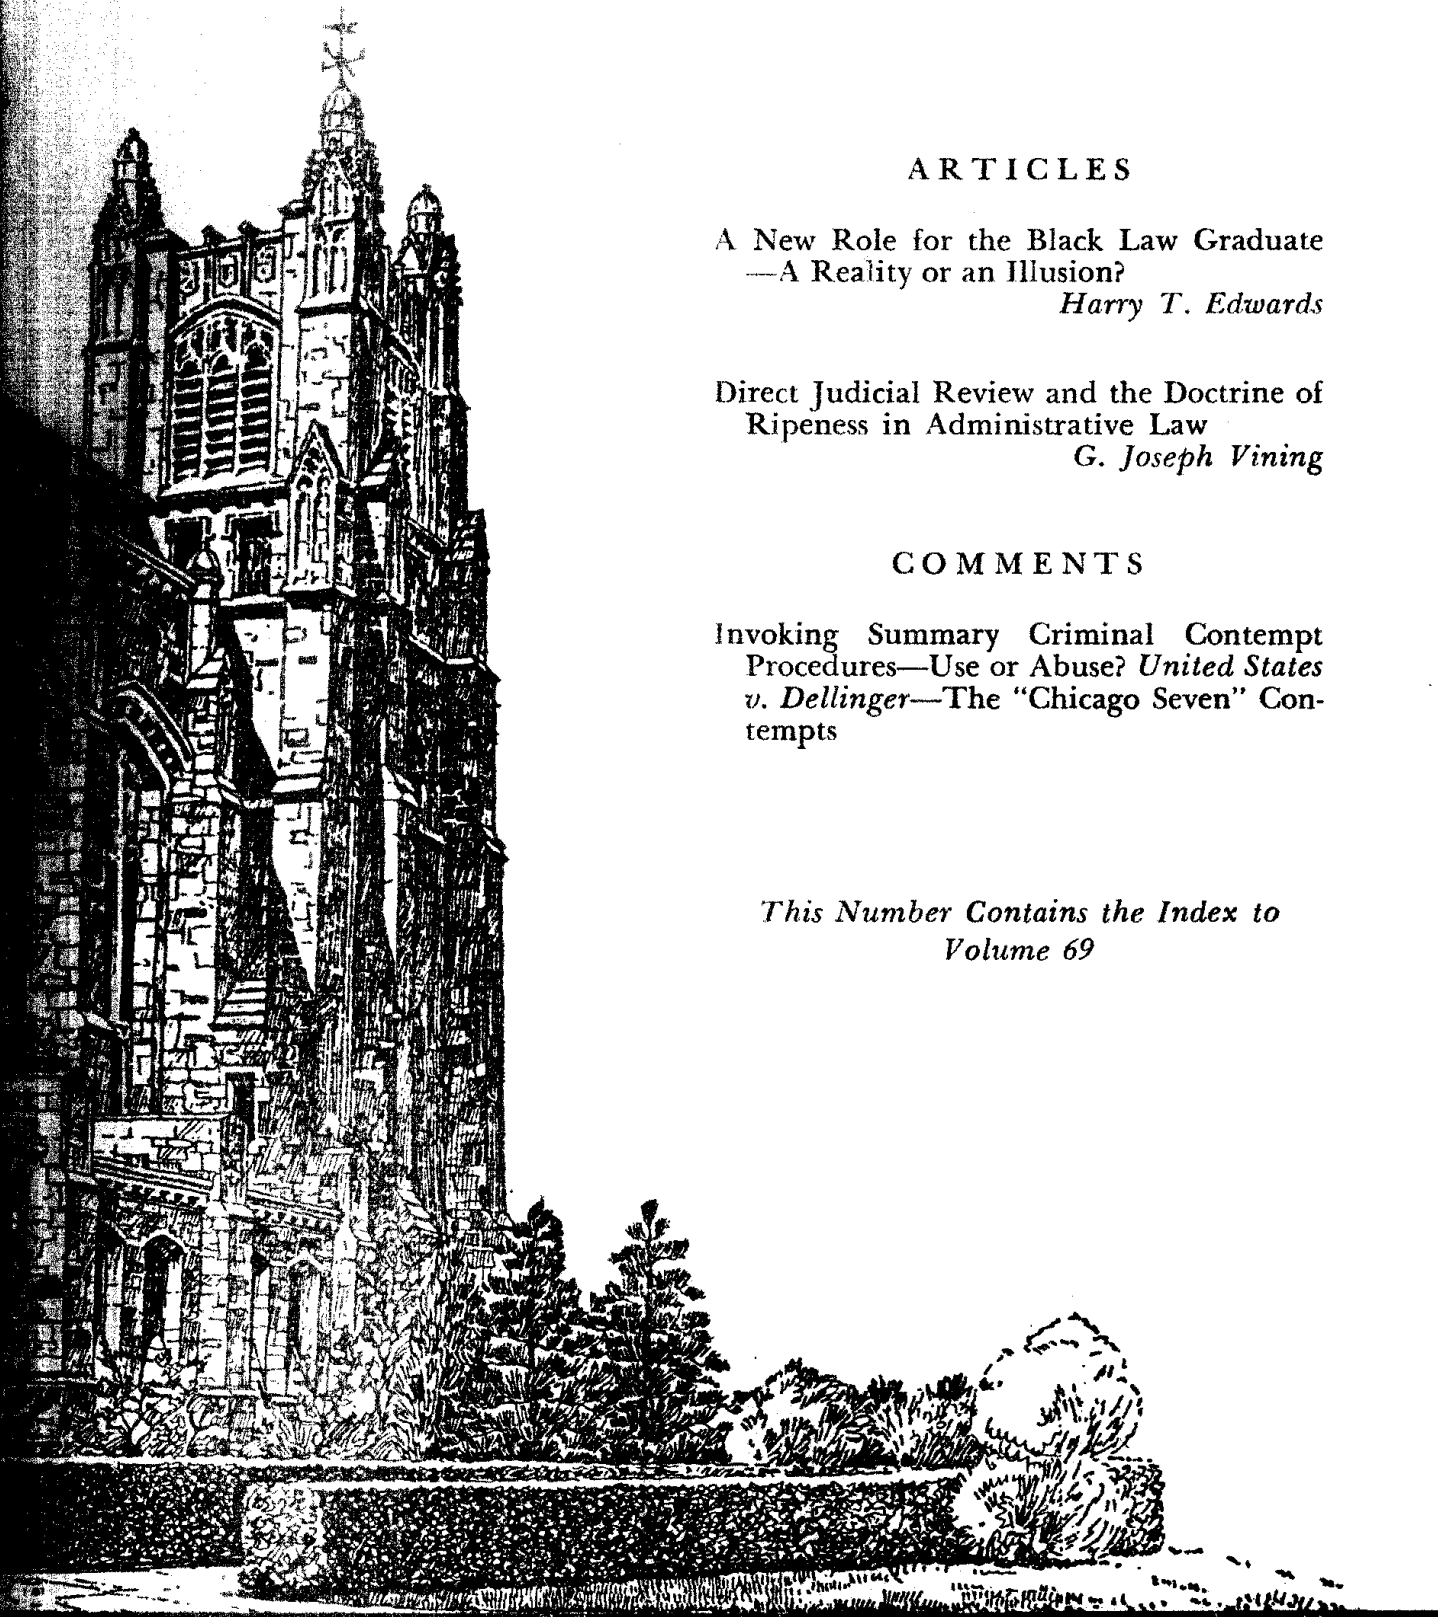 ARTICLES
A New Role for the Black Law Graduate
—A Reality or an Illusion?
Harry T. Edwards
Direct Judicial Review and the Doctrine of
Ripeness in Administrative Law
G. Joseph Vining
COMMENTS
Invoking Summary Criminal Contempt
Procedures—Use or Abuse? United States
v. Dellinger—The “Chicago Seven” Con-
tempts
This Number Contains the Index to
Volume 69